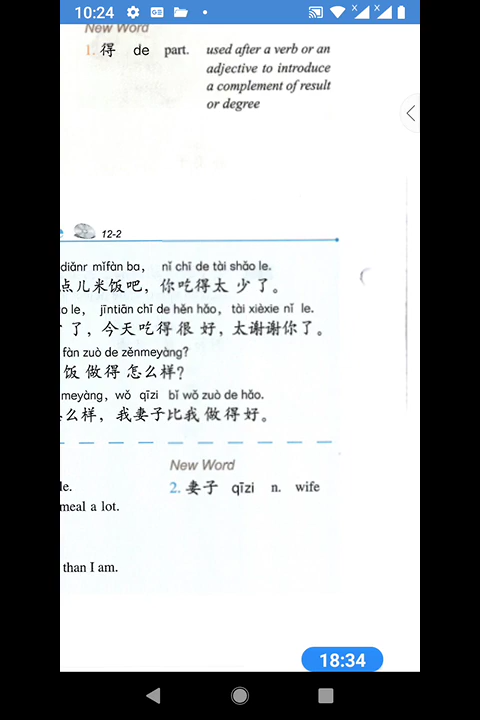 10:24
New Word
1. 得 de part. used after a verb or an
adjective to introduce
a complement of result
or degree
12-2
diǎnr mǐfàn ba, nǐ chī de tài shǎo le.
点儿米饭吧，你吃得太少了。
o le, jīntiān chī de hěn hǎo, tài xièxie nǐ le.
了，今天吃得很好，太谢谢你了。
fàn zuò de zěnmeyàng?
饭做得怎么样？
meyàng, wǒ qīzi bǐ wǒ zuò de hǎo.
么样，我妻子比我做得好。
New Word
le. 2. 妻子 qīzi n. wife
meal a lot.
than I am.
18:34